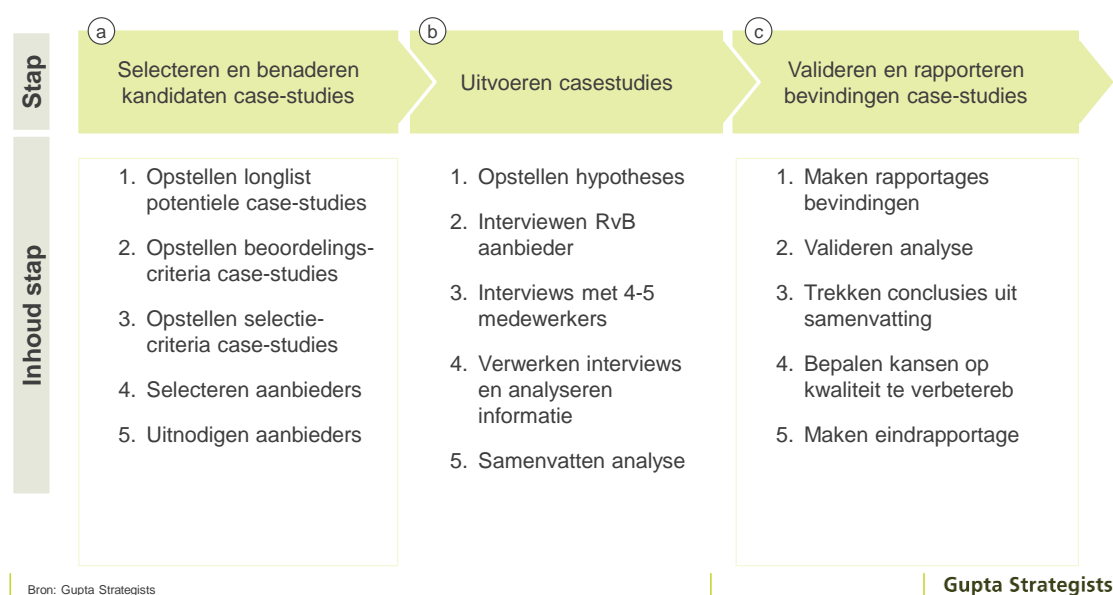 a
b
c
Stap
Selecteren en benaderen
kandidaten case-studies
Uitvoeren casestudies
Valideren en rapporteren
bevindingen case-studies
Inhoud stap
1. Opstellen longlist
potentiele case-studies
2. Opstellen beoordelings-
criteria case-studies
3. Opstellen selectie-
criteria case-studies
4. Selecteren aanbieders
5. Uitnodigen aanbieders
1. Opstellen hypotheses
2. Interviewen RvB
aanbieder
3. Interviews met 4-5
medewerkers
4. Verwerken interviews
en analyseren
informatie
5. Samenvatten analyse
1. Maken rapportages
bevindingen
2. Valideren analyse
3. Trekken conclusies uit
samenvatting
4. Bepalen kansen op
kwaliteit te verbetereb
5. Maken eindrapportage
Bron: Gupta Strategists
Gupta Strategists